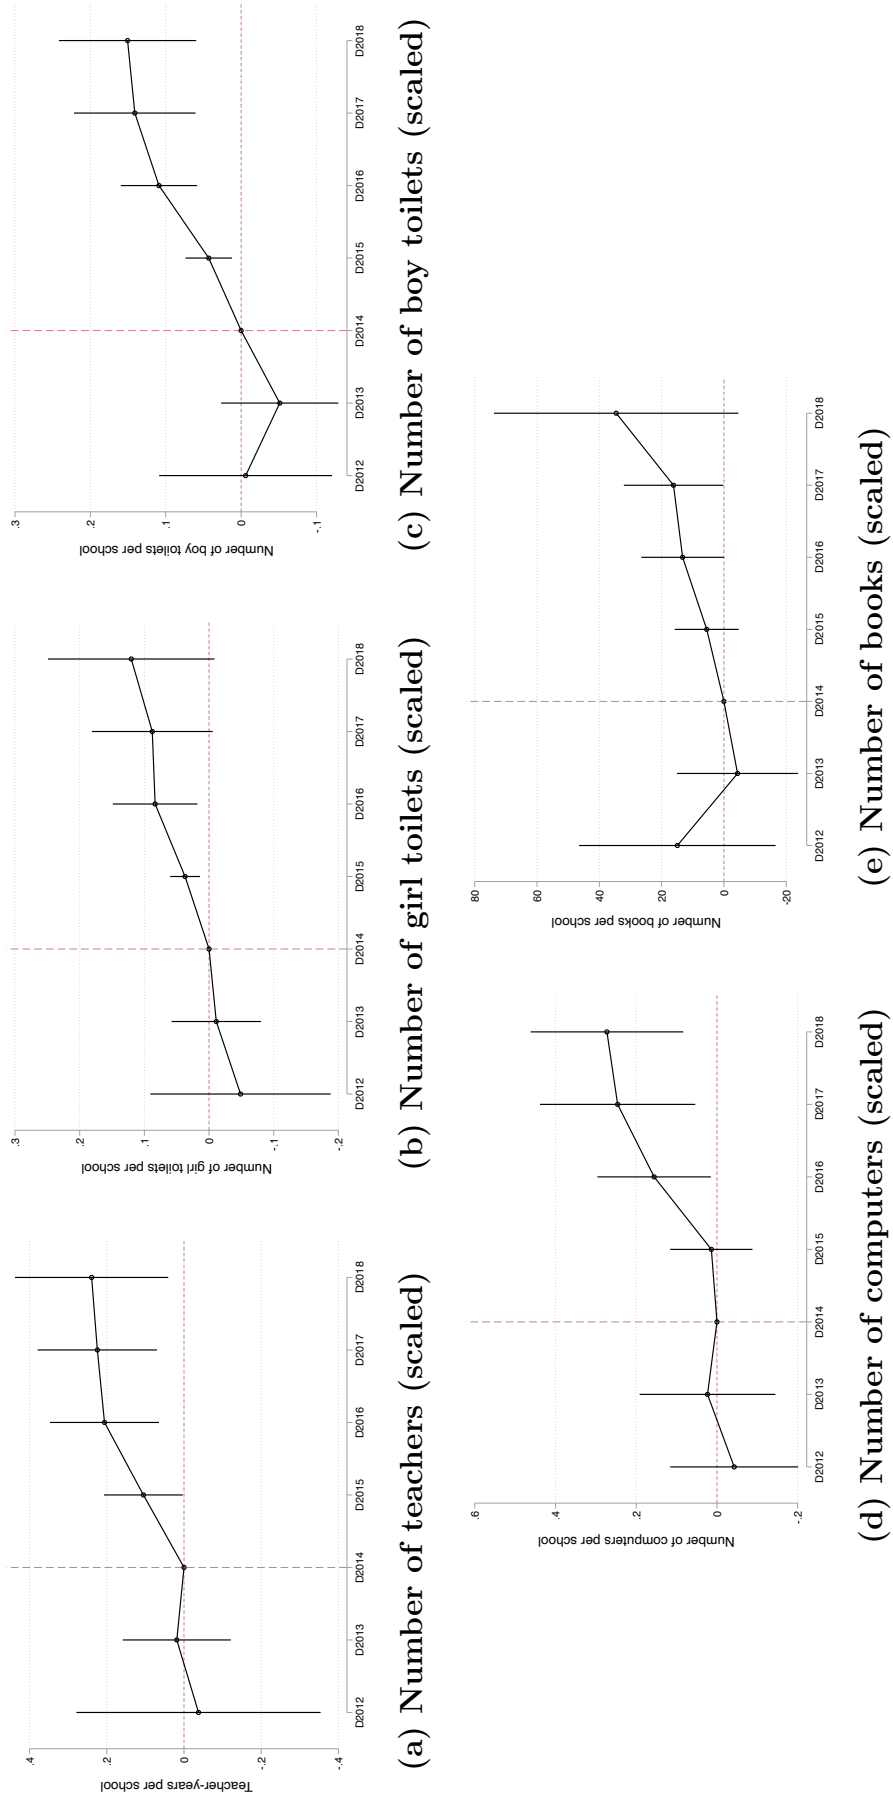 Teacher-years per school
.4
.2
0
-.2
-.4
D2012 D2013 D2014 D2015 D2016 D2017 D2018
(a) Number of teachers (scaled)
Number of girl toilets per school
.3
.2
.1
0
-.1
-.2
D2012 D2013 D2014 D2015 D2016 D2017 D2018
(b) Number of girl toilets (scaled)
Number of boy toilets per school
.3
.2
.1
0
-.1
D2012 D2013 D2014 D2015 D2016 D2017 D2018
(c) Number of boy toilets (scaled)
Number of computers per school
.6
.4
.2
0
-.2
D2012 D2013 D2014 D2015 D2016 D2017 D2018
(d) Number of computers (scaled)
Number of books per school
80
60
40
20
0
-20
D2012 D2013 D2014 D2015 D2016 D2017 D2018
(e) Number of books (scaled)